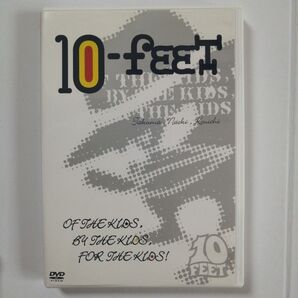 10-FEET
OF THE KIDS,
BY THE KIDS,
THE KIDS
Takuma, Naoki, Kouichi
OF THE KIDS,
BY THE KIDS,
FOR THE KIDS!
10
FEET
DVD
VIDEO